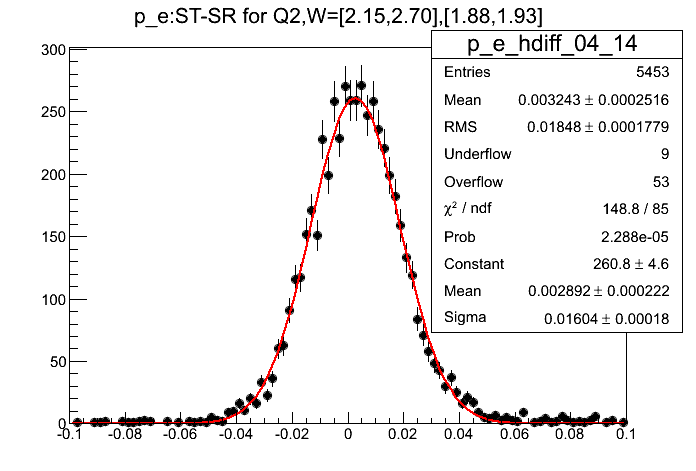 p_e:ST-SR for Q2,W=[2.15,2.70],[1.88,1.93]
p_e_hdiff_04_14
Entries 5453
Mean 0.003243 ± 0.0002516
RMS 0.01848 ± 0.0001779
Underflow 9
Overflow 53
χ² / ndf 148.8 / 85
Prob 2.288e-05
Constant 260.8 ± 4.6
Mean 0.002892 ± 0.000222
Sigma 0.01604 ± 0.00018
300
250
200
150
100
50
0
-0.1 -0.08 -0.06 -0.04 -0.02 0 0.02 0.04 0.06 0.08 0.1